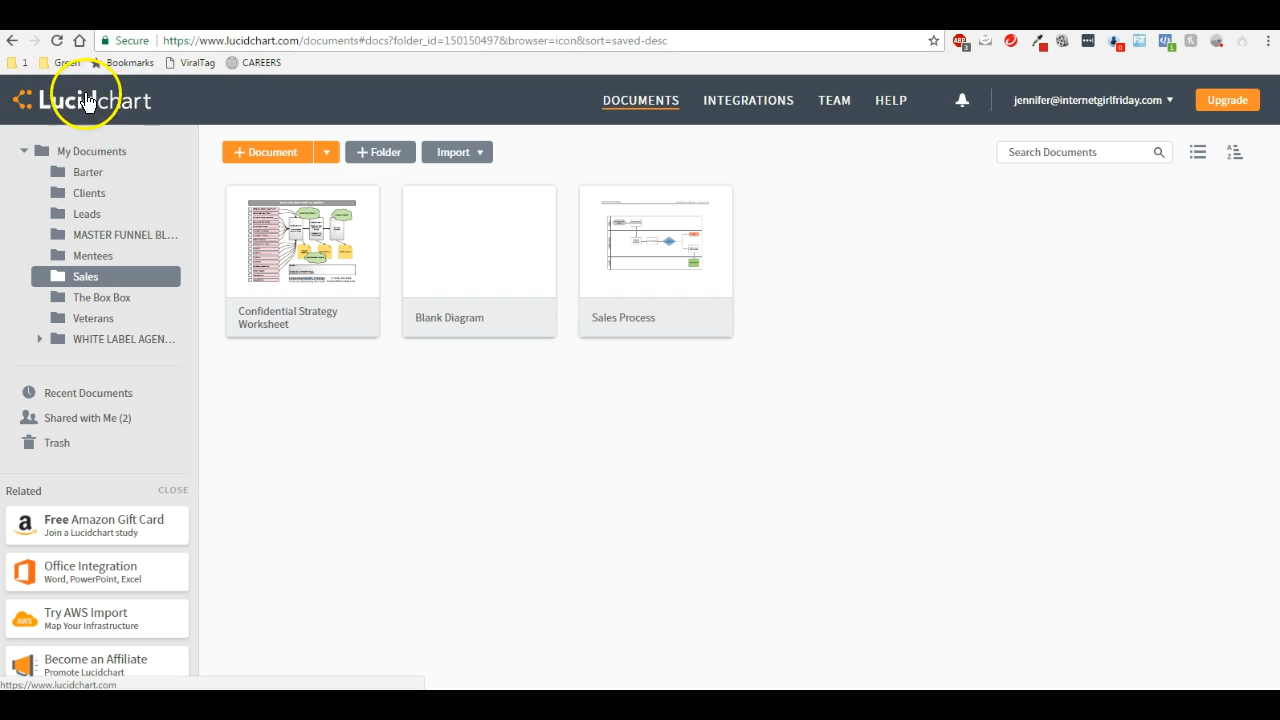 Secure https://www.lucidchart.com/documents#docs?folder_id=150150497&browser=icon&sort=saved-desc
1 Green Bookmarks ViralTag CAREERS
Lucidchart
DOCUMENTS INTEGRATIONS TEAM HELP jennifer@internetgirlfriday.com Upgrade
My Documents
Barter
Clients
Leads
MASTER FUNNEL BL...
Mentees
Sales
The Box Box
Veterans
WHITE LABEL AGEN...
Recent Documents
Shared with Me (2)
Trash
+ Document + Folder Import Search Documents
Confidential Strategy
Worksheet
Blank Diagram
Sales Process
Related CLOSE
Free Amazon Gift Card
Join a Lucidchart study
Office Integration
Word, PowerPoint, Excel
Try AWS Import
Map Your Infrastructure
Become an Affiliate
Promote Lucidchart
https://www.lucidchart.com